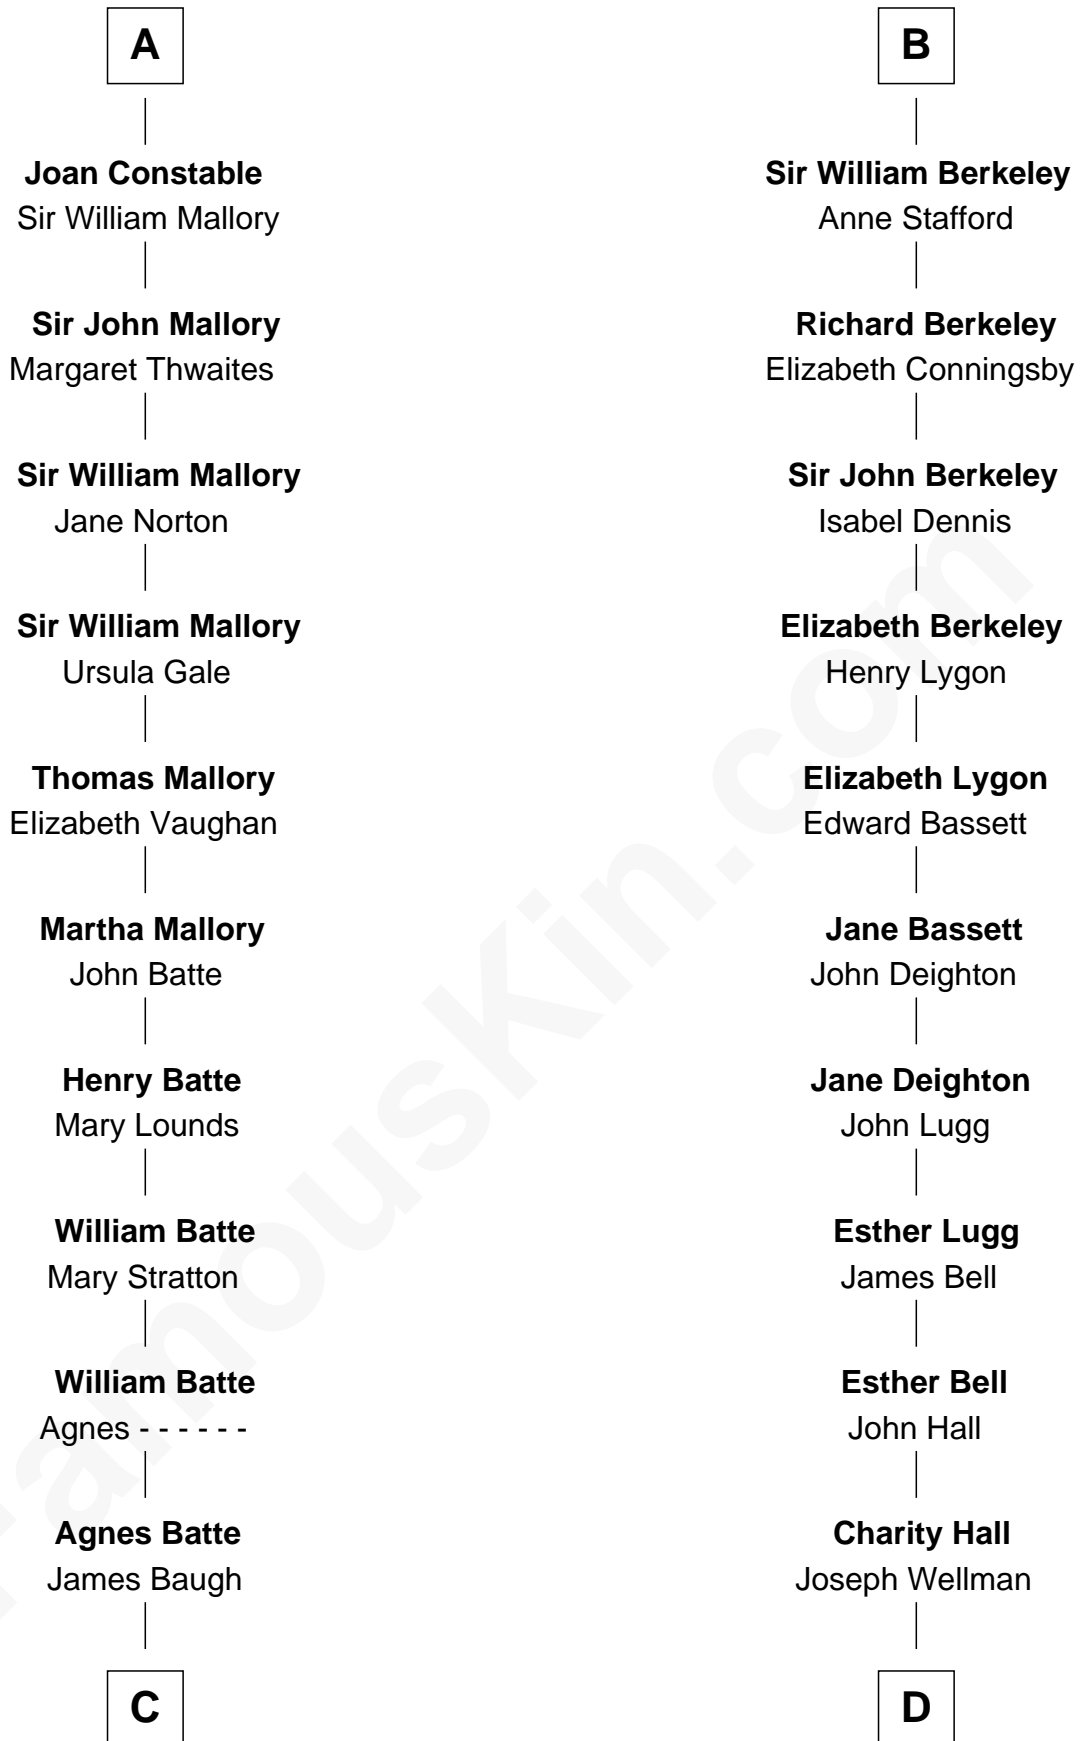 A
Joan Constable
Sir William Mallory
Sir John Mallory
Margaret Thwaites
Sir William Mallory
Jane Norton
Sir William Mallory
Ursula Gale
Thomas Mallory
Elizabeth Vaughan
Martha Mallory
John Batte
Henry Batte
Mary Lounds
William Batte
Mary Stratton
William Batte
Agnes - - - - - -
Agnes Batte
James Baugh
C
B
Sir William Berkeley
Anne Stafford
Richard Berkeley
Elizabeth Conningsby
Sir John Berkeley
Isabel Dennis
Elizabeth Berkeley
Henry Lygon
Elizabeth Lygon
Edward Bassett
Jane Bassett
John Deighton
Jane Deighton
John Lugg
Esther Lugg
James Bell
Esther Bell
John Hall
Charity Hall
Joseph Wellman
D
FamousKin.com